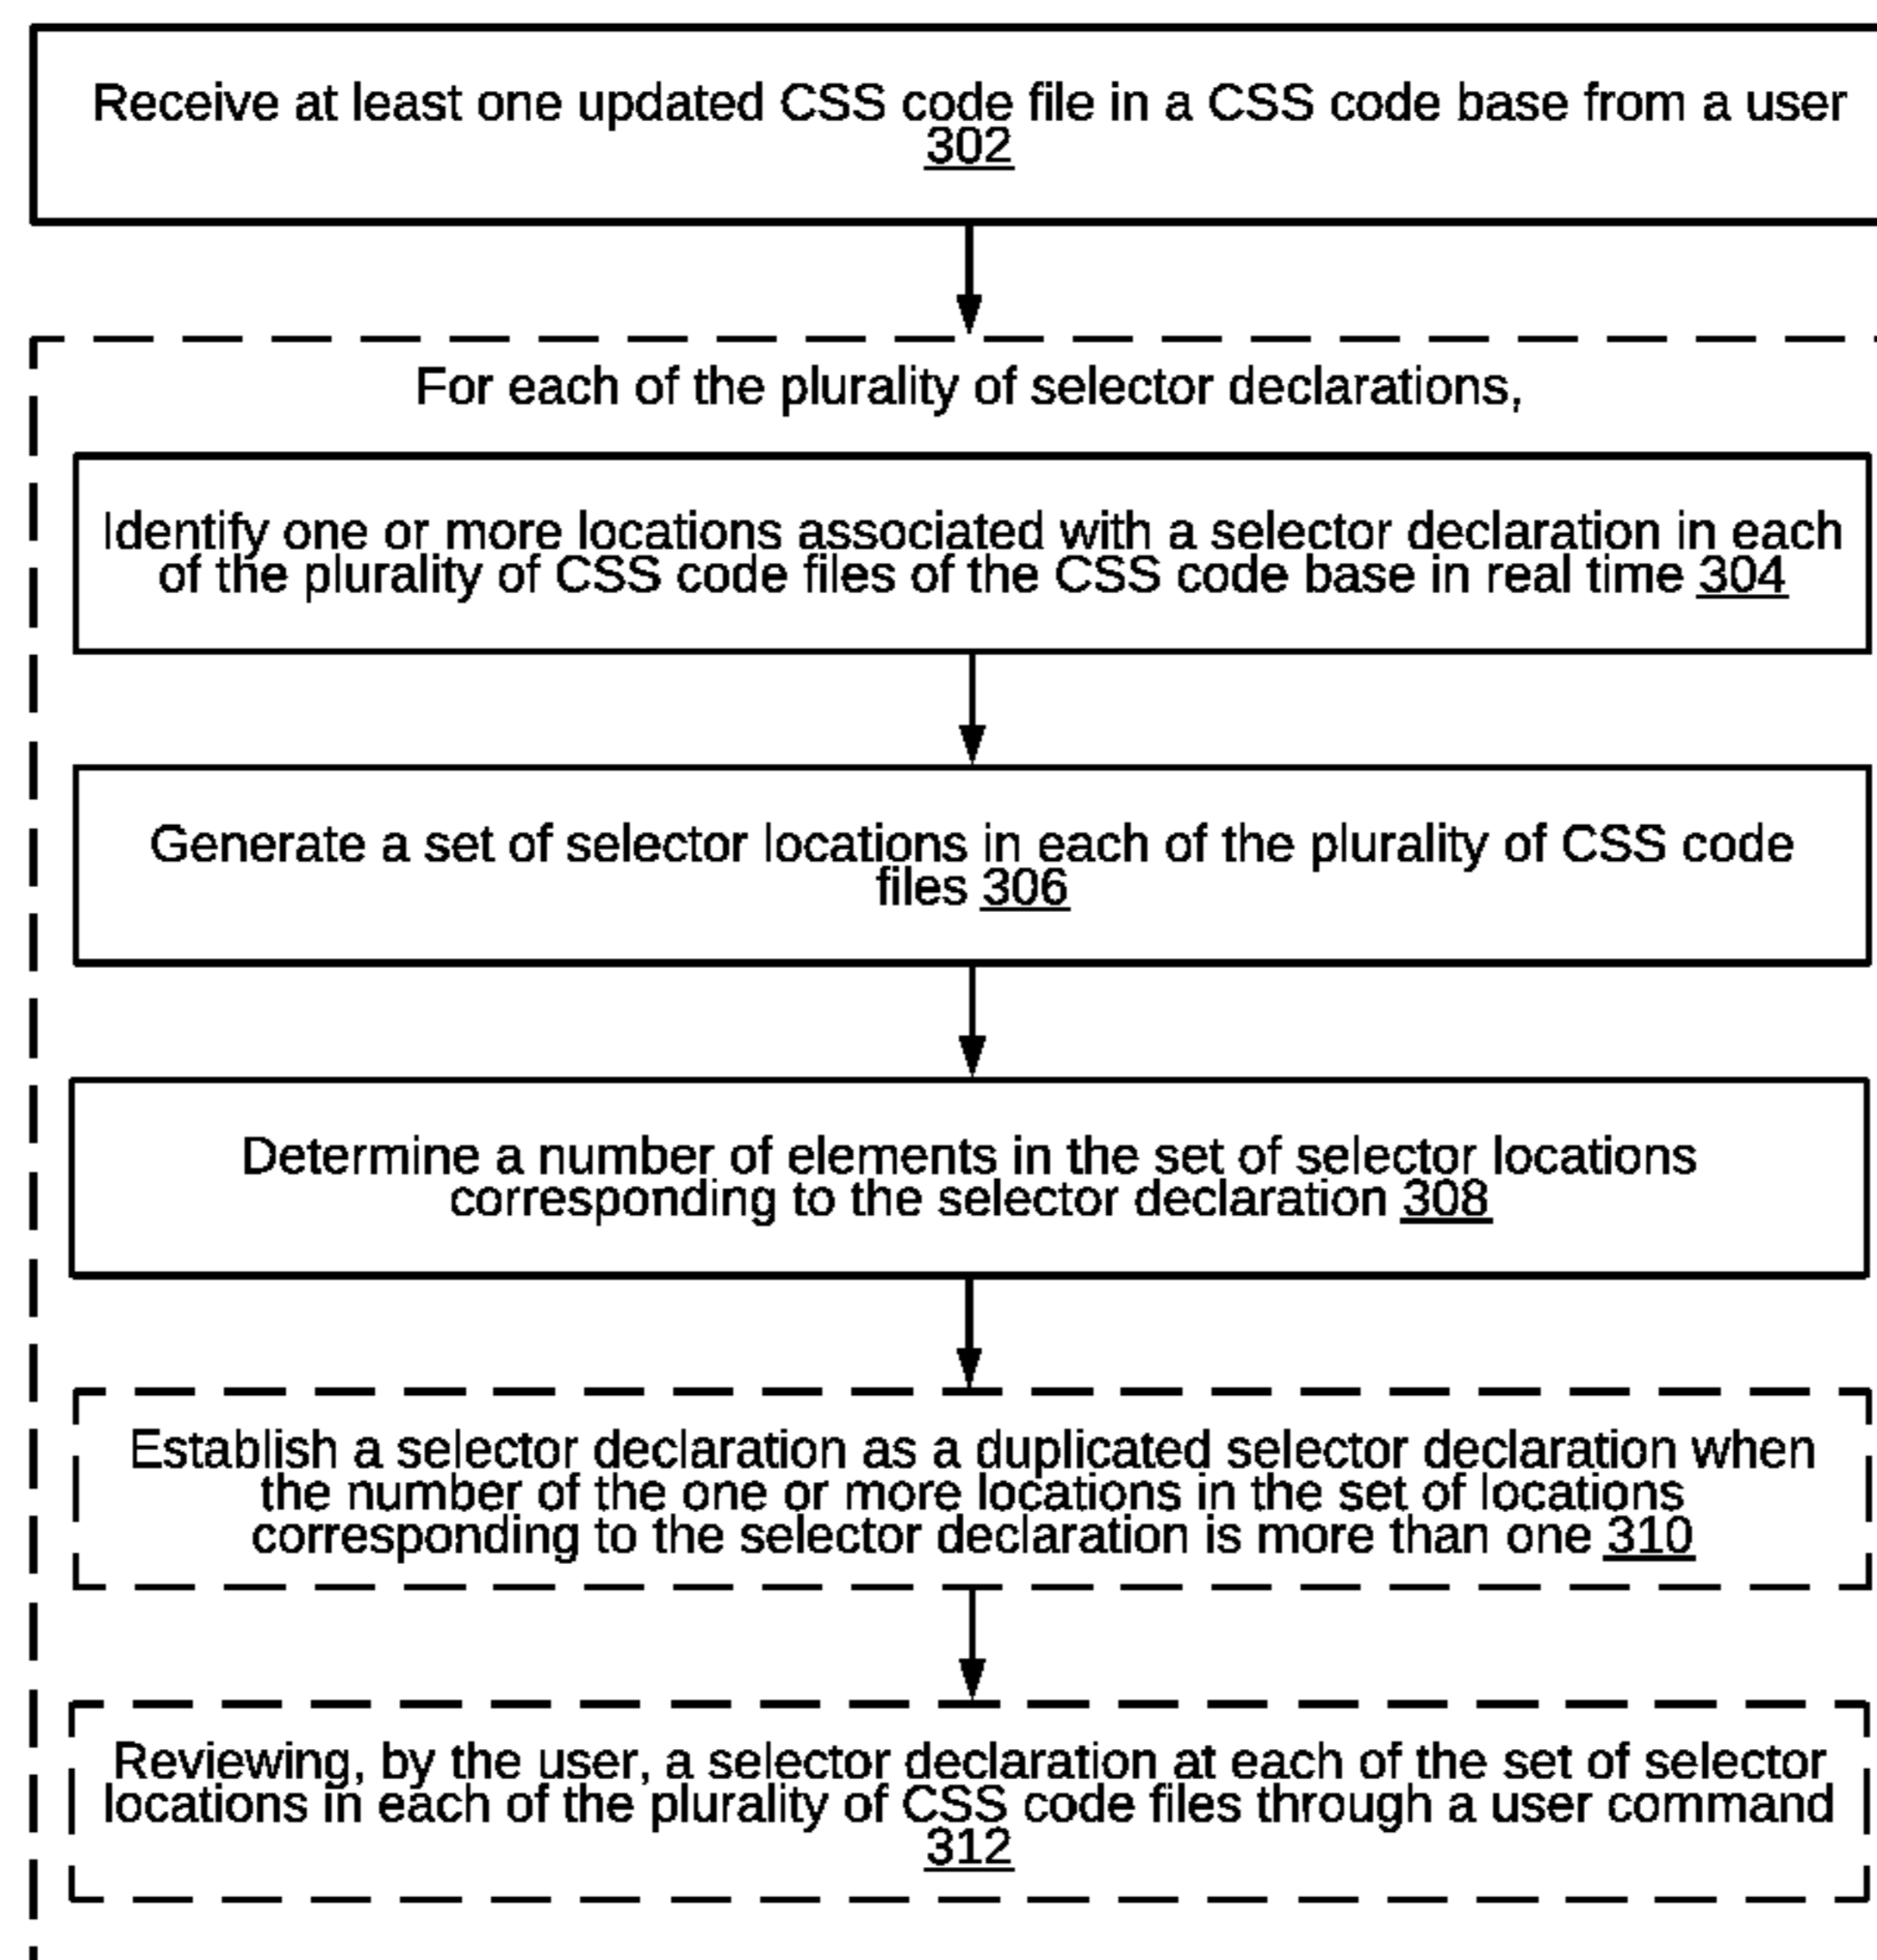 Receive at least one updated CSS code file in a CSS code base from a user
302
For each of the plurality of selector declarations,
Identify one or more locations associated with a selector declaration in each
of the plurality of CSS code files of the CSS code base in real time 304
Generate a set of selector locations in each of the plurality of CSS code
files 306
Determine a number of elements in the set of selector locations
corresponding to the selector declaration 308
Establish a selector declaration as a duplicated selector declaration when
the number of the one or more locations in the set of locations
corresponding to the selector declaration is more than one 310
Reviewing, by the user, a selector declaration at each of the set of selector
locations in each of the plurality of CSS code files through a user command
312